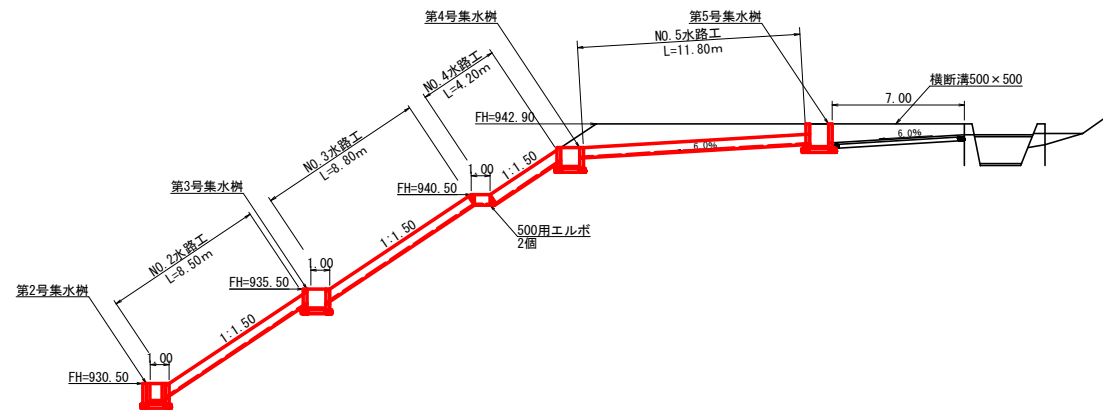 第4号集水桝
第5号集水桝
NO.5水路工
L=11.80m
NO.4水路工
L=4.20m
横断溝500×500
7.00
FH=942.90
6.0%
6.0%
NO.3水路工
L=8.80m
1.00
1:1.50
第3号集水桝
FH=940.50
500用エルボ
2個
NO.2水路工
L=8.50m
1:1.50
1.00
FH=935.50
第2号集水桝
1:1.50
1.00
FH=930.50